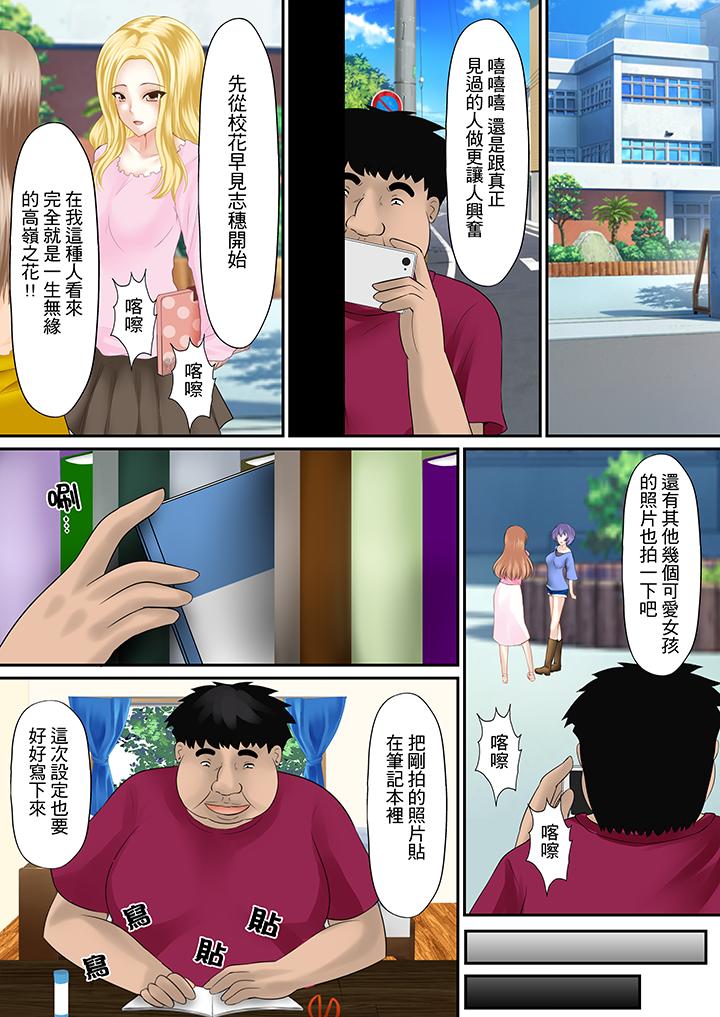 嘻嘻嘻 還是跟真正
見過的人做更讓人興奮
先從校花早見志穗開始
喀嚓
喀嚓
在我這種人看來
完全就是一生無緣
的高嶺之花!!
還有其他幾個可愛女孩
的照片也拍一下吧
喀嚓
喀嚓
唰…
把剛拍的照片貼
在筆記本裡
這次設定也要
好好寫下來
貼
貼
寫
寫